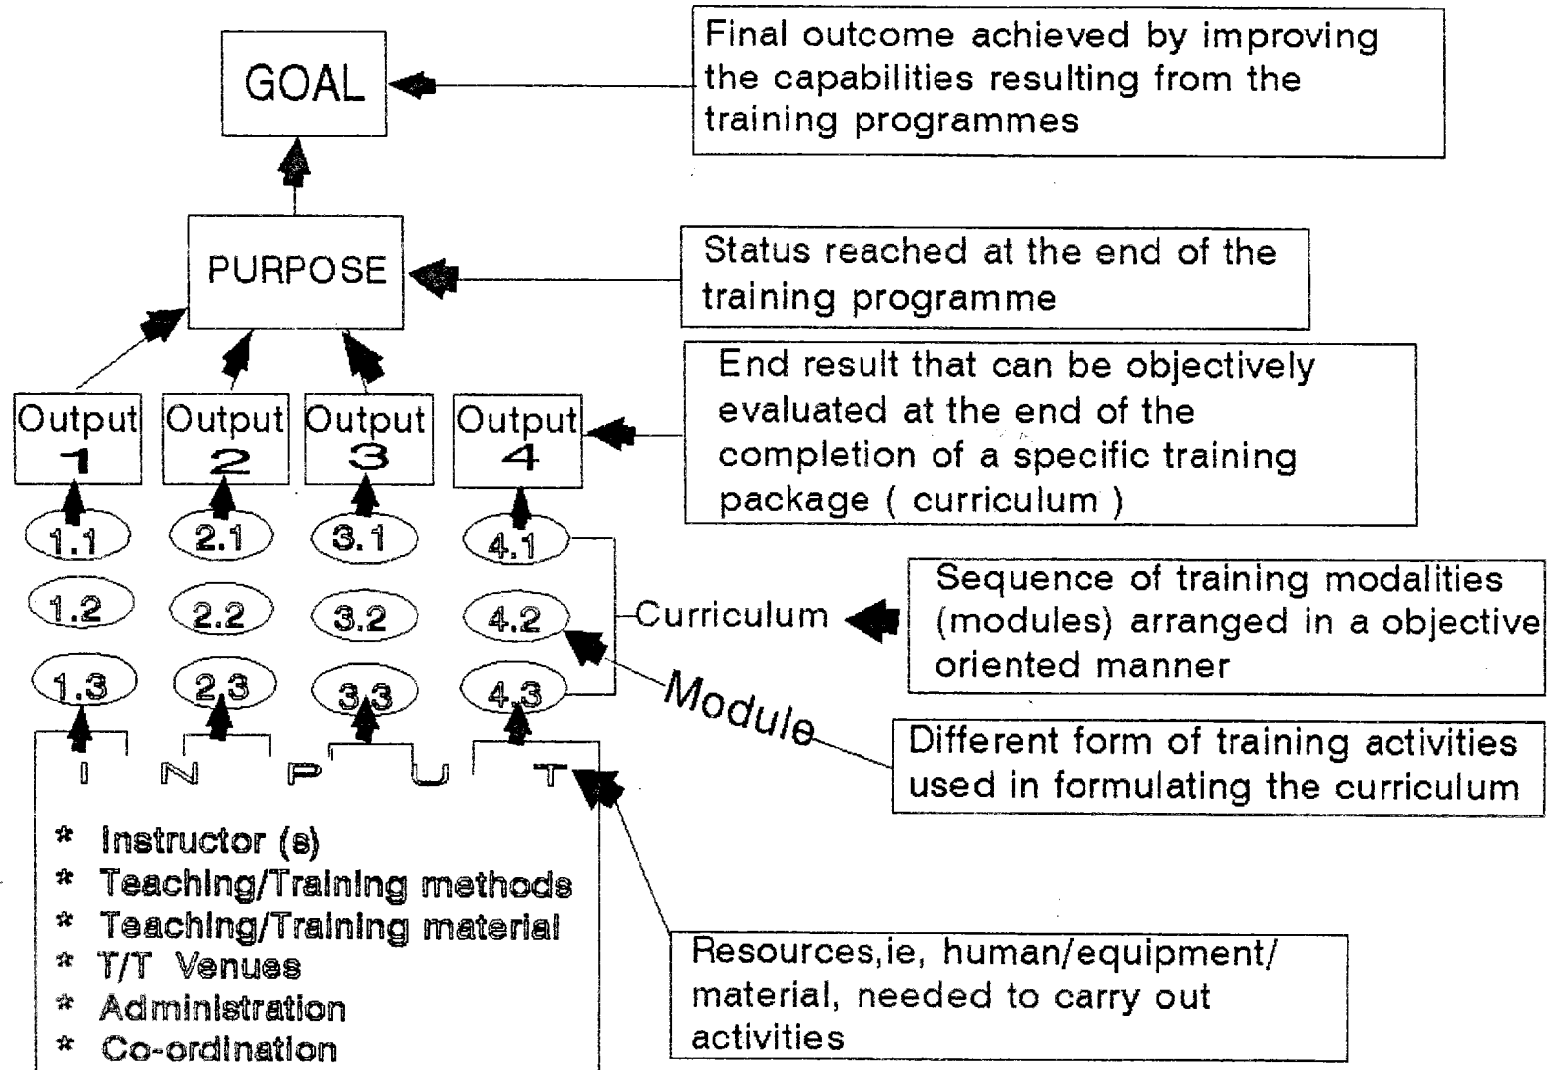 GOAL
Final outcome achieved by improving
the capabilities resulting from the
training programmes
PURPOSE
Status reached at the end of the
training programme
End result that can be objectively
evaluated at the end of the
completion of a specific training
package ( curriculum )
Output 1
Output 2
Output 3
Output 4
1.1 2.1 3.1 4.1
1.2 2.2 3.2 4.2
1.3 2.3 3.3 4.3
Curriculum
Sequence of training modalities
(modules) arranged in a objective
oriented manner
Module
Different form of training activities
used in formulating the curriculum
I N P U T
* Instructor (s)
* Teaching/Training methods
* Teaching/Training material
* T/T Venues
* Administration
* Co-ordination
Resources,ie, human/equipment/
material, needed to carry out
activities